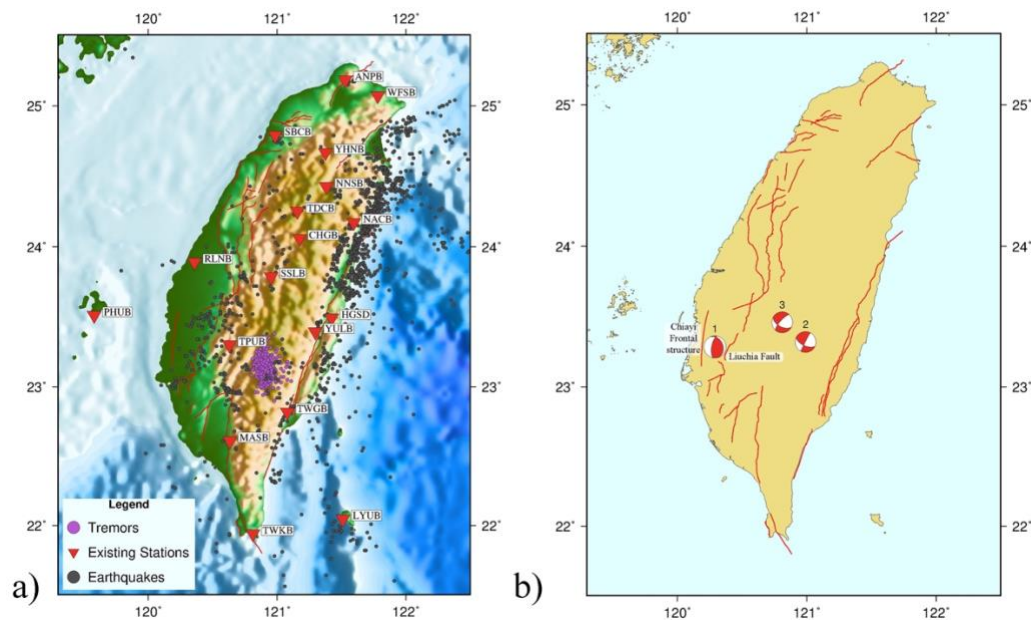 120˚ 121˚ 122˚
25˚ 25˚
24˚ 24˚
23˚ 23˚
22˚ 22˚
120˚ 121˚ 122˚
ANPB
WFSB
SBCB
YHNB
NNSB
TDCB
NACB
CHGB
RLNB
SSLB
PHUB
HGSD
YULB
TPUB
TWGB
MASB
LYUB
TWKB
Legend
Tremors
Existing Stations
Earthquakes
a)
120˚ 121˚ 122˚
25˚ 25˚
24˚ 24˚
23˚ 23˚
22˚ 22˚
120˚ 121˚ 122˚
3
2
1
Chiayi
Frontal
structure
Liuchia Fault
b)